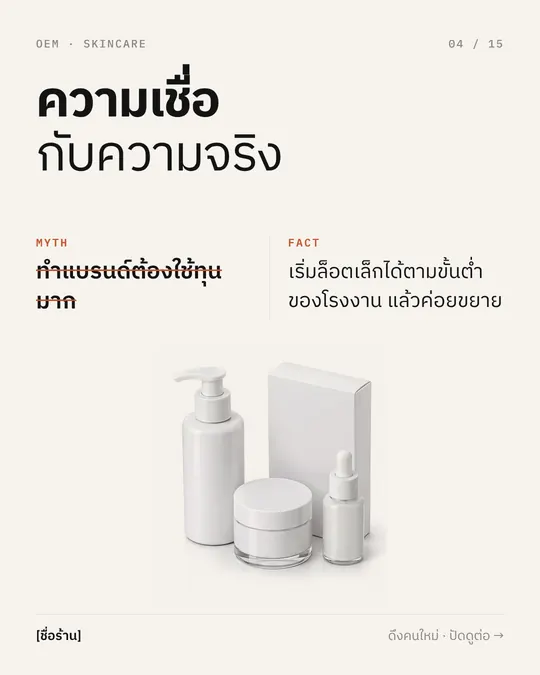 OEM · SKINCARE
04 / 15
ความเชื่อ
กับความจริง
MYTH
ทำแบรนด์ต้องใช้ทุน
มาก
FACT
เริ่มล็อตเล็กได้ตามขั้นต่ำ
ของโรงงาน แล้วค่อยขยาย
[ชื่อร้าน]
ดึงคนใหม่ · ปัดดูต่อ →